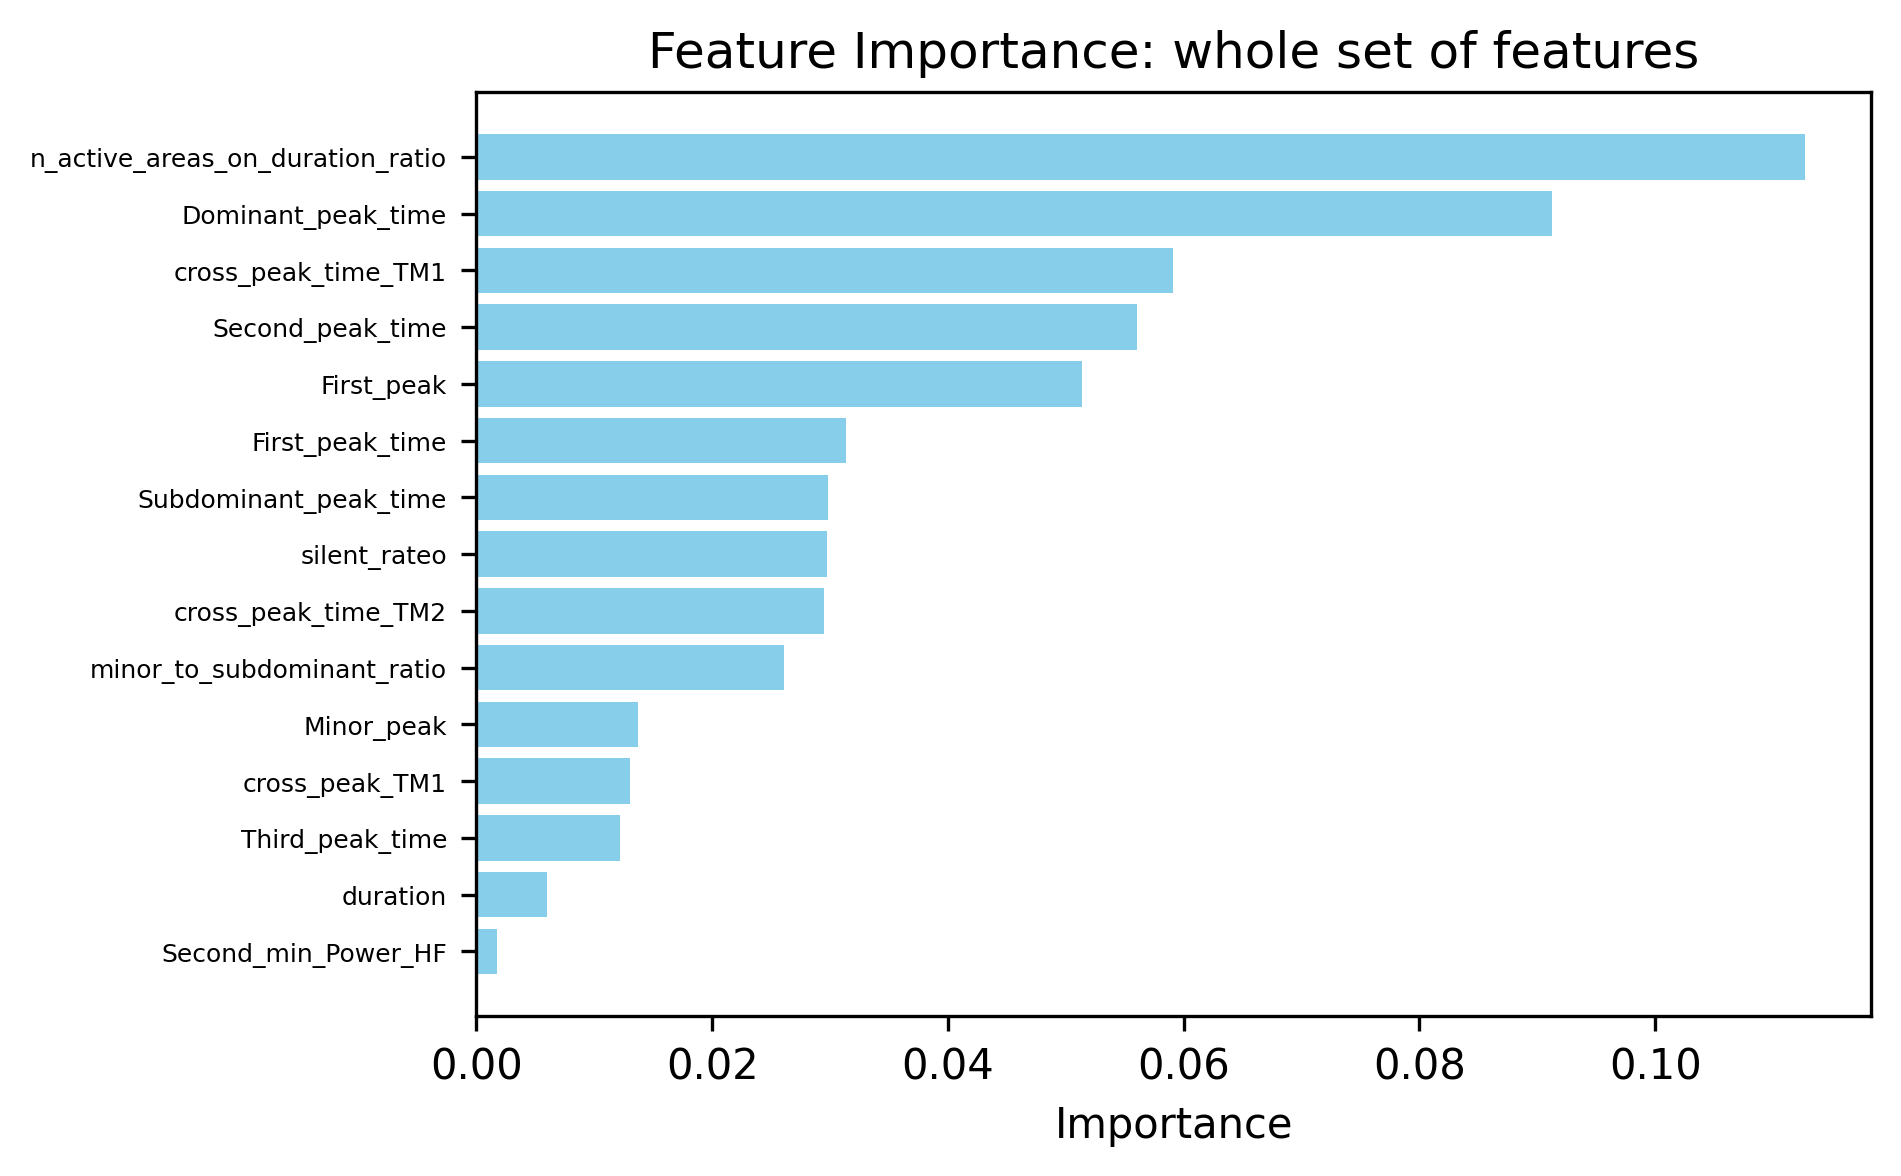 Feature Importance: whole set of features
n_active_areas_on_duration_ratio
Dominant_peak_time
cross_peak_time_TM1
Second_peak_time
First_peak
First_peak_time
Subdominant_peak_time
silent_rateo
cross_peak_time_TM2
minor_to_subdominant_ratio
Minor_peak
cross_peak_TM1
Third_peak_time
duration
Second_min_Power_HF
0.00 0.02 0.04 0.06 0.08 0.10
Importance